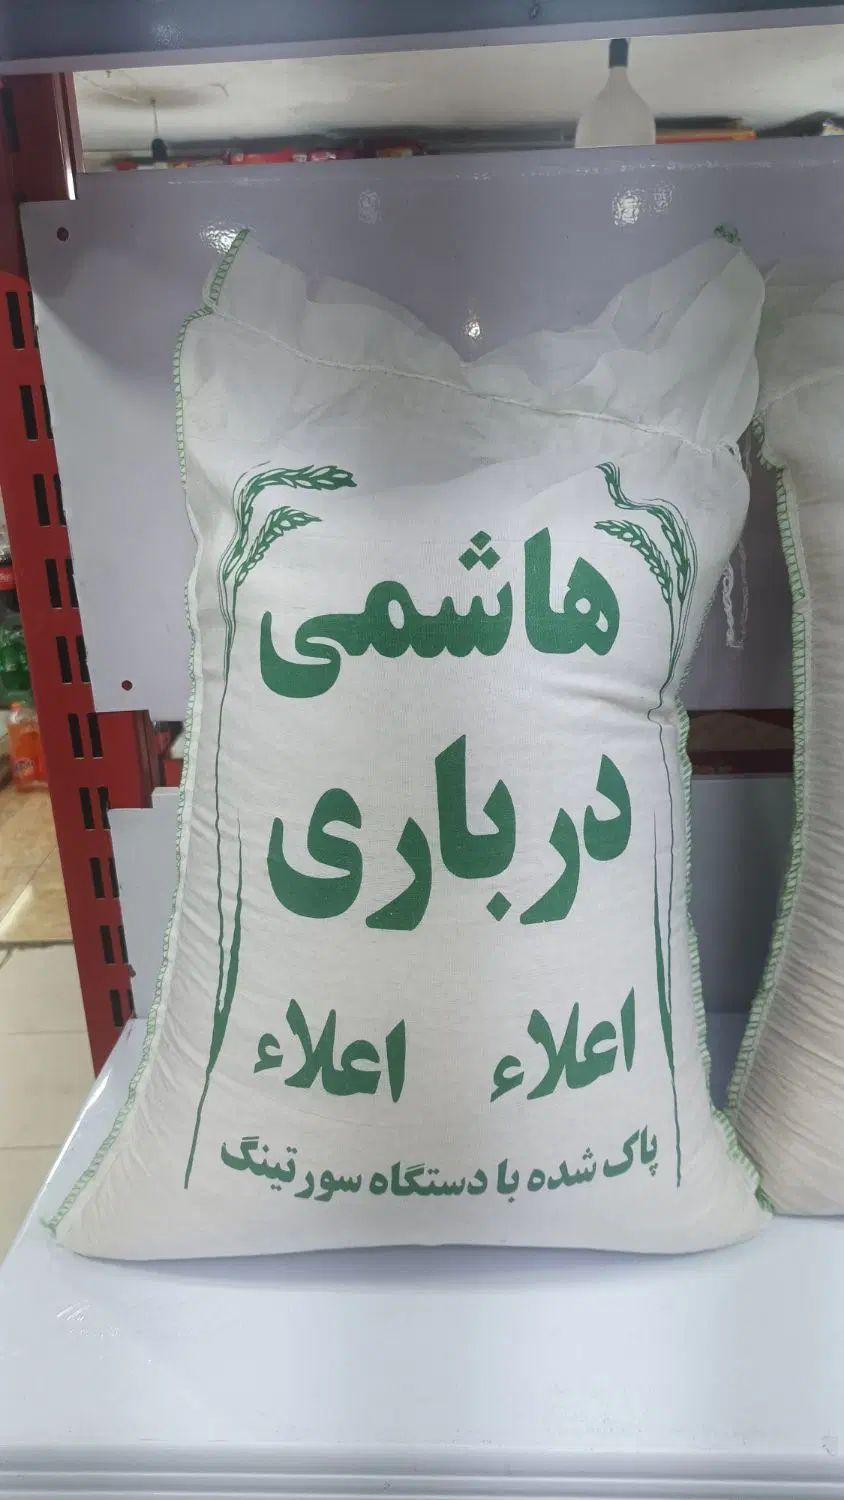 هاشمی
درباری
اعلاء اعلاء
پاک شده با دستگاه سورتینگ